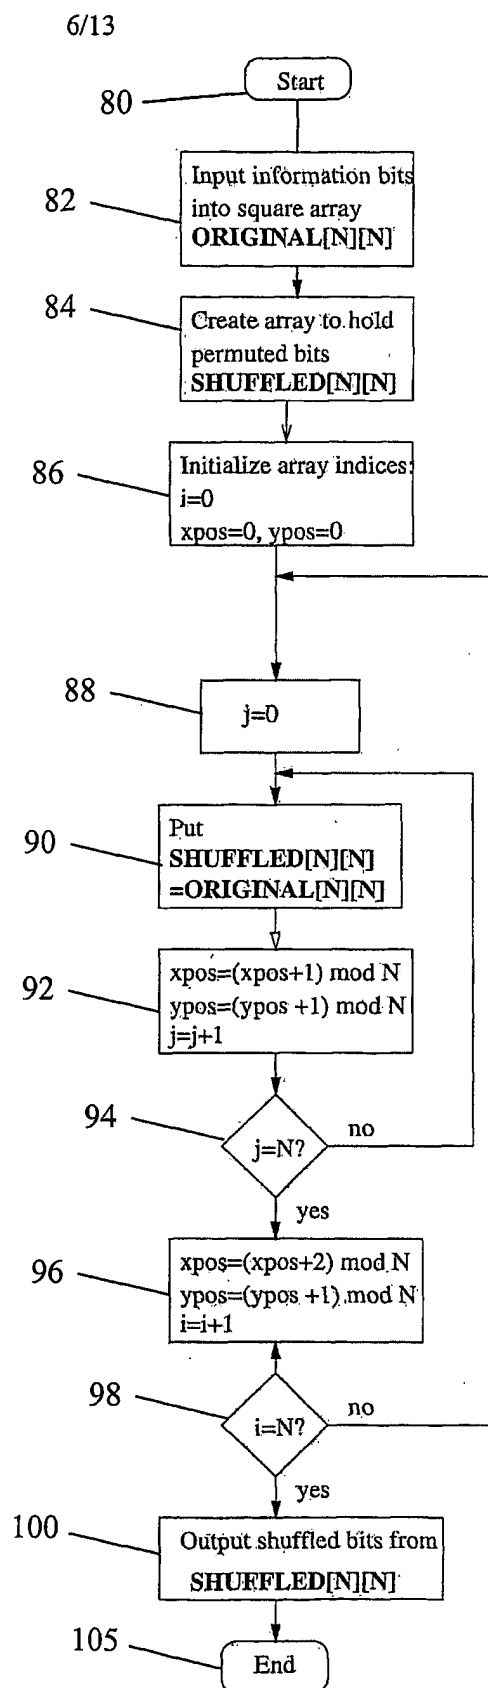 6/13
Start
80
Input information bits
into square array
ORIGINAL[N][N]
82
84
Create array to hold
permuted bits
SHUFFLED[N][N]
86
Initialize array indices:
i=0
xpos=0, ypos=0
88
j=0
90
Put
SHUFFLED[N][N]
=ORIGINAL[N][N]
92
xpos=(xpos+1) mod N
ypos=(ypos +1) mod N
j=j+1
94
j=N?
no
yes
96
xpos=(xpos+2) mod N
ypos=(ypos +1) mod N
i=i+1
98
i=N?
no
yes
100
Output shuffled bits from
SHUFFLED[N][N]
105
End